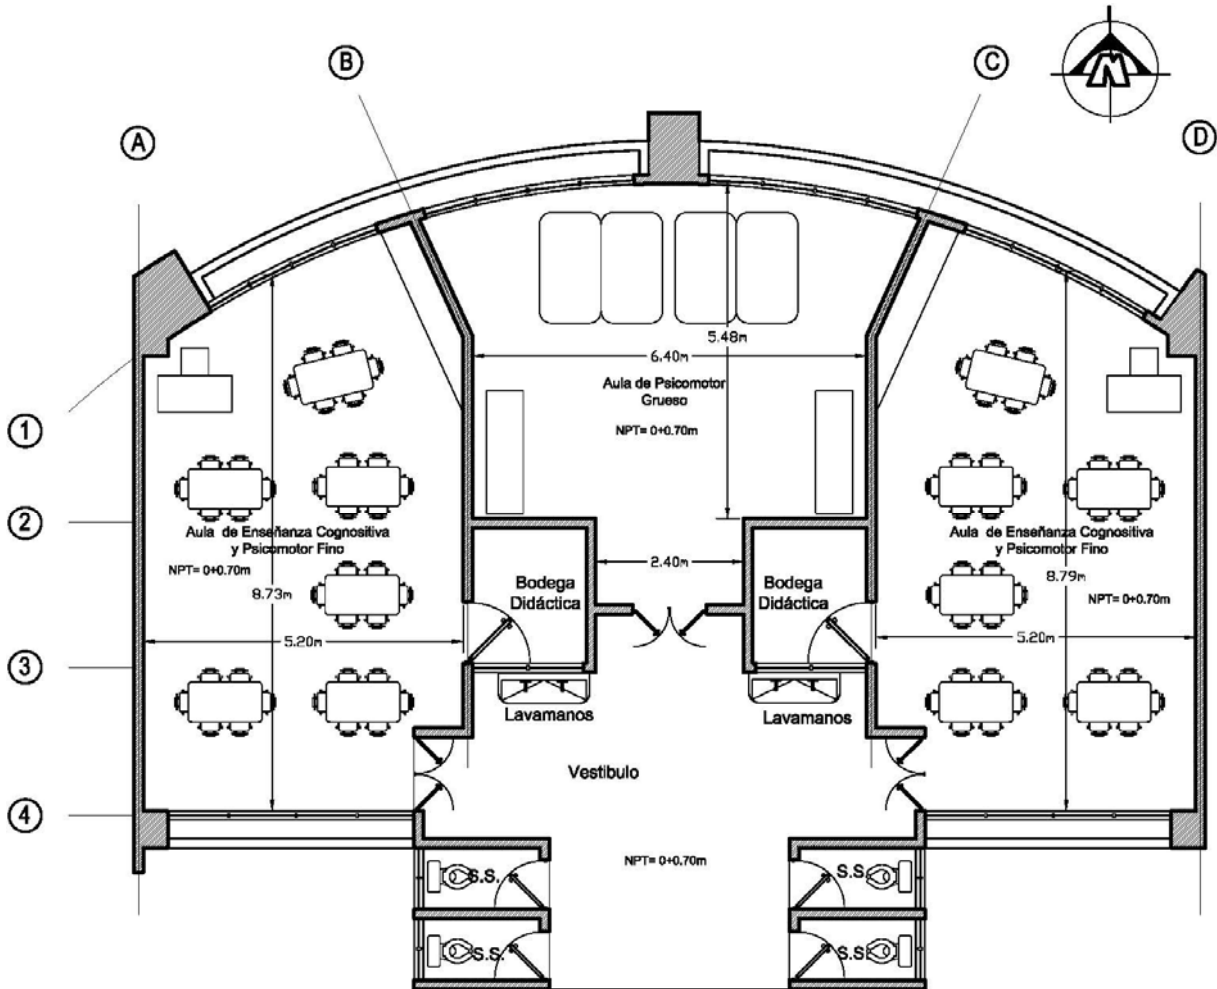 B
C
A
D
5.48m
6.40m
Aula de Psicomotor
Grueso
NPT= 0+0.70m
1
2
Aula de Enseñanza Cognositiva
y Psicomotor Fino
NPT= 0+0.70m
8.73m
5.20m
Bodega
Didáctica
2.40m
Bodega
Didáctica
Aula de Enseñanza Cognositiva
y Psicomotor Fino
8.79m
NPT= 0+0.70m
5.20m
3
Lavamanos
Lavamanos
Vestibulo
4
NPT= 0+0.70m
S.S.
S.S.
S.S.
S.S.